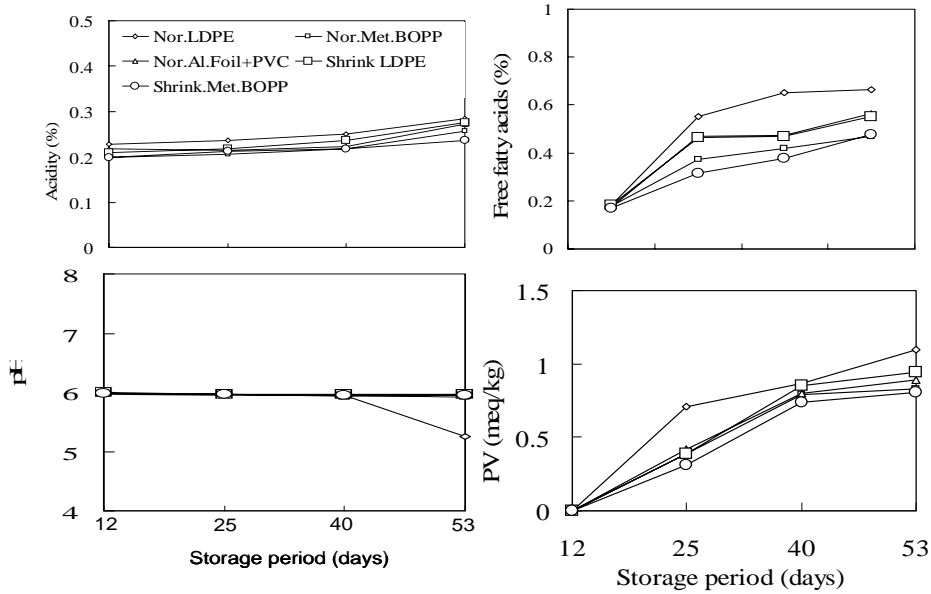 0.5
0.4
0.3
0.2
0.1
0
Acidity (%)
Nor.LDPE
Nor.Met.BOPP
Nor.Al.Foil+PVC
Shrink LDPE
Shrink.Met.BOPP
1
0.8
0.6
0.4
0.2
0
Free fatty acids (%)
8
7
6
5
4
pH
12 25 40 53
Storage period (days)
1.5
1
0.5
0
PV (meq/kg)
12 25 40 53
Storage period (days)